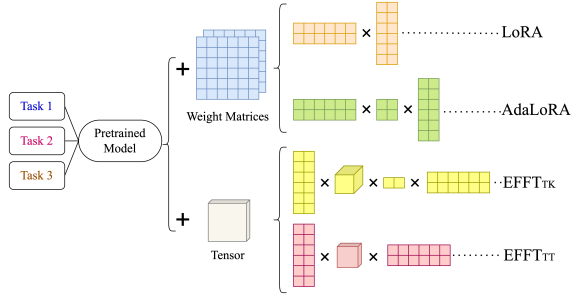 Task 1
Task 2
Task 3
Pretrained
Model
+
Weight Matrices
+
Tensor
×
LoRA
× ×
AdaLoRA
× × ×
EFFTTK
× ×
EFFTTT